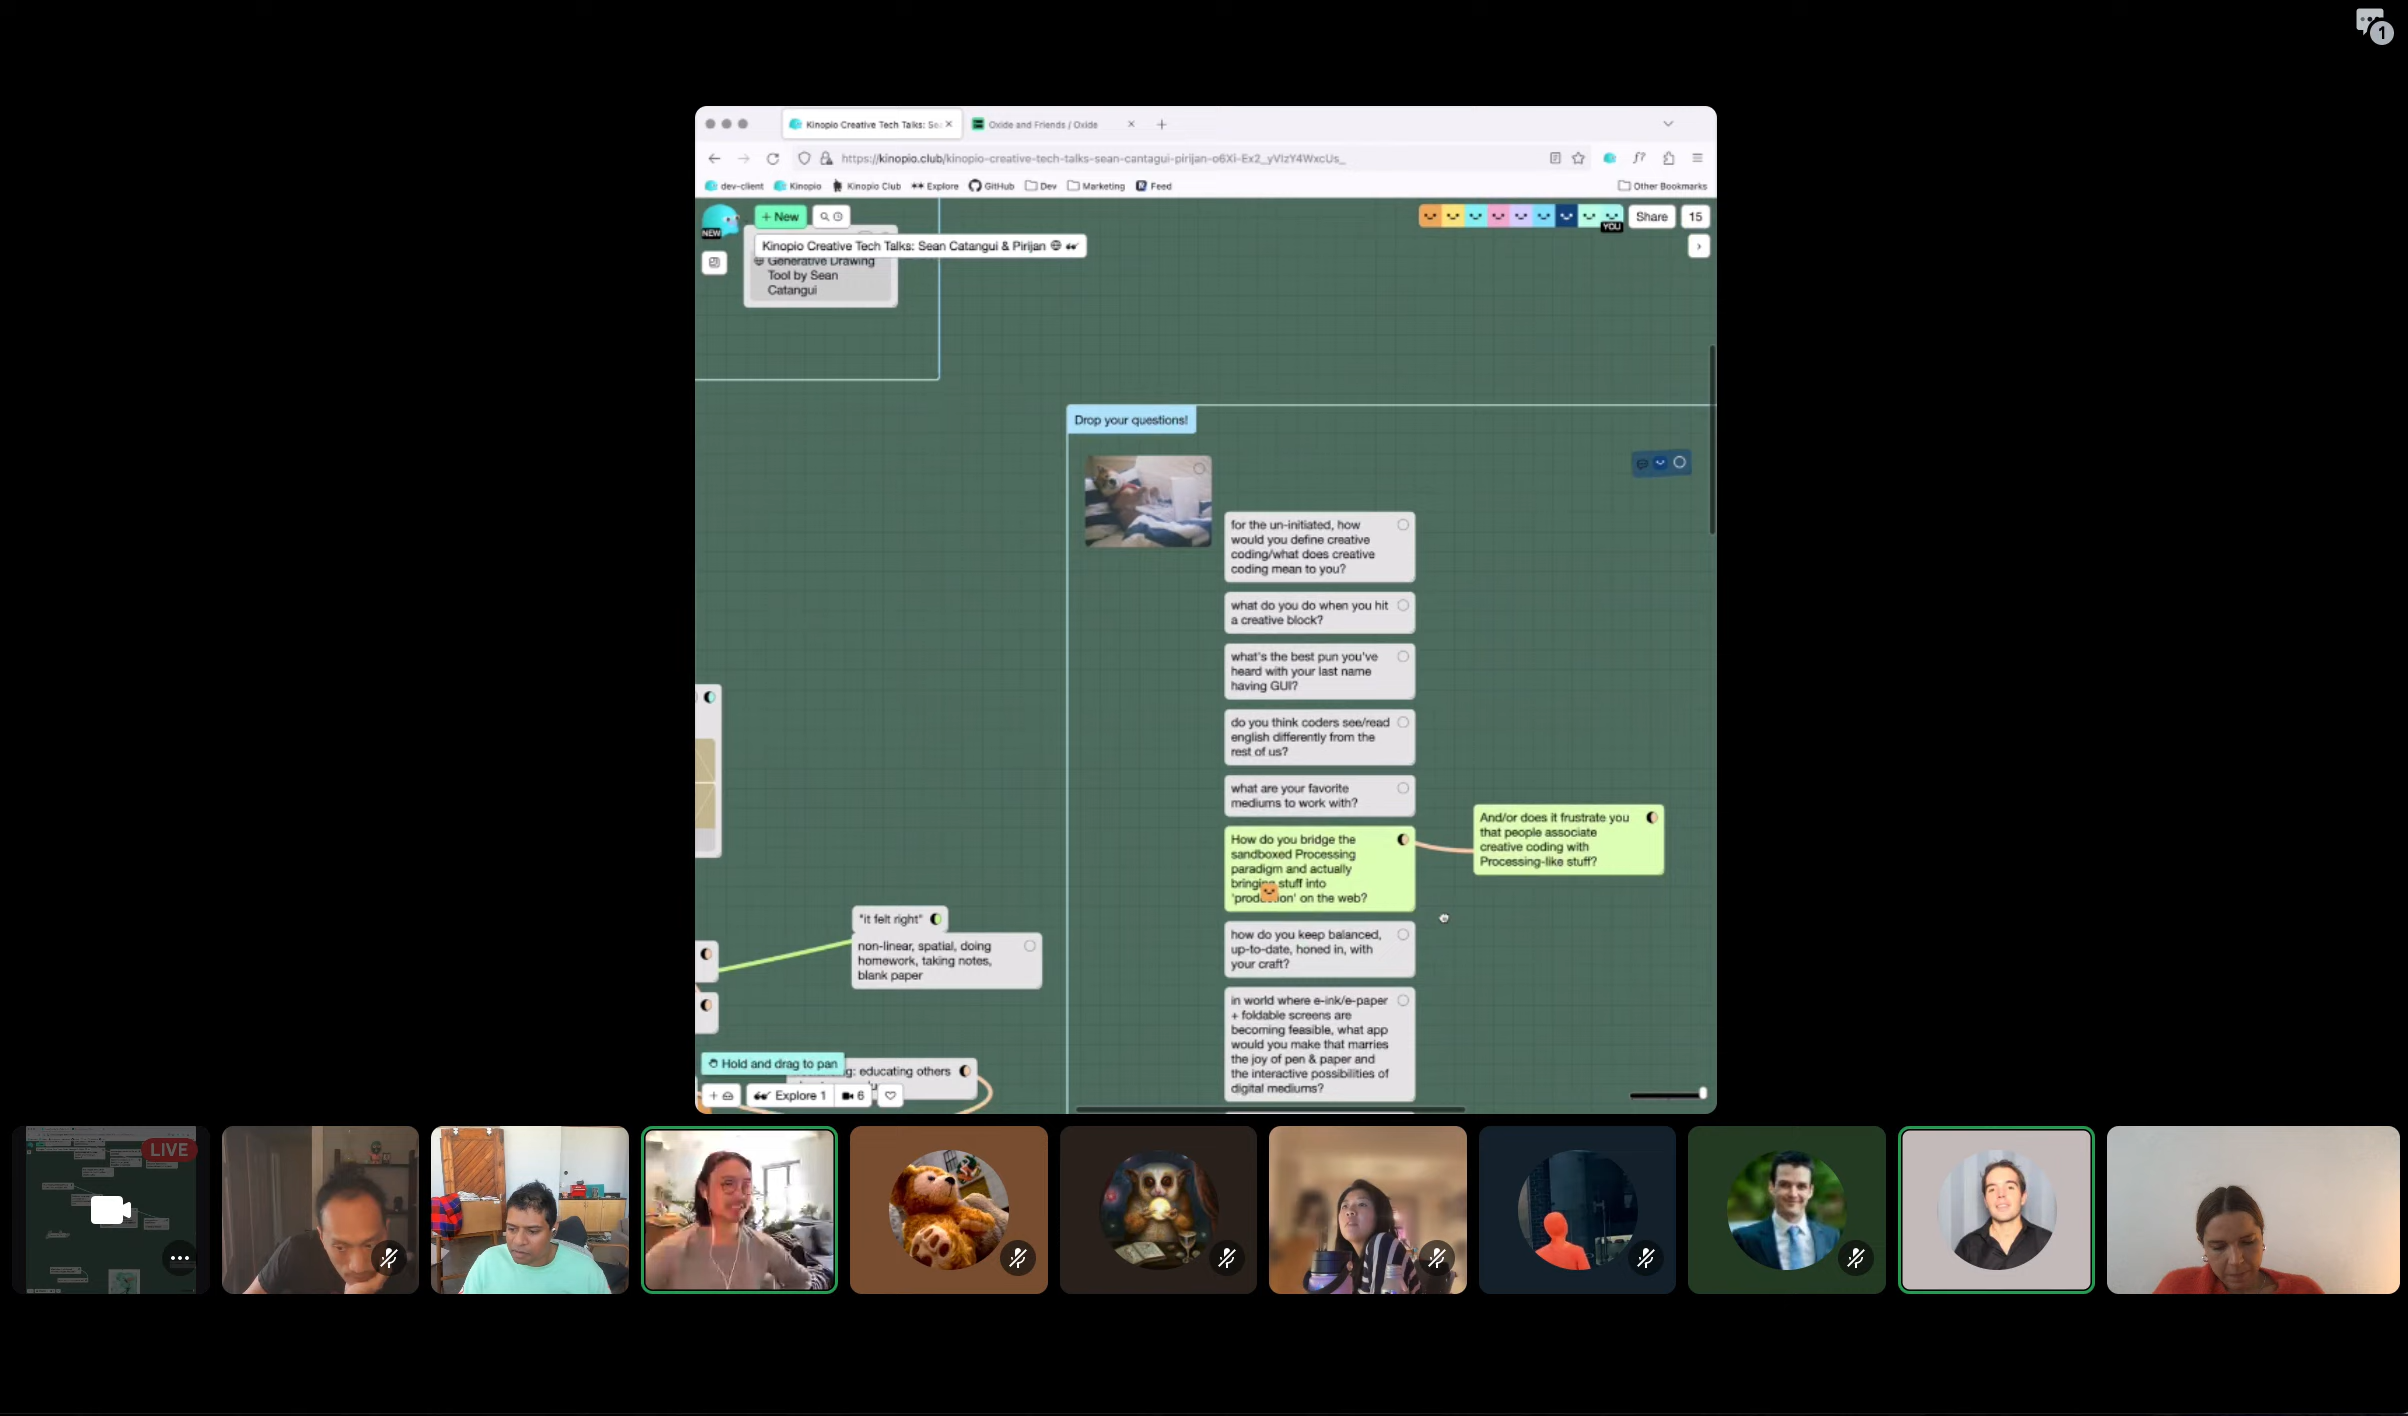 1
Kinopio Creative Tech Talks: Se
Oxide and Friends / Oxide
https://kinopio.club/kinopio-creative-tech-talks-sean-cantagui-pirijan-o6Xi-Ex2_yVIzY4WxcUs_
dev-client
Kinopio
Kinopio Club
Explore
GitHub
Dev
Marketing
Feed
Other Bookmarks
NEW
+ New
YOU
Share
15
Kinopio Creative Tech Talks: Sean Catangui & Pirijan
Generative Drawing
Tool by Sean
Catangui
Drop your questions!
for the un-initiated, how
would you define creative
coding/what does creative
coding mean to you?
what do you do when you hit
a creative block?
what's the best pun you've
heard with your last name
having GUI?
do you think coders see/read
english differently from the
rest of us?
what are your favorite
mediums to work with?
How do you bridge the
sandboxed Processing
paradigm and actually
bringing stuff into
'production' on the web?
And/or does it frustrate you
that people associate
creative coding with
Processing-like stuff?
how do you keep balanced,
up-to-date, honed in, with
your craft?
in world where e-ink/e-paper
+ foldable screens are
becoming feasible, what app
would you make that marries
the joy of pen & paper and
the interactive possibilities of
digital mediums?
"it felt right"
non-linear, spatial, doing
homework, taking notes,
blank paper
Hold and drag to pan
g: educating others
Explore 1
6
LIVE